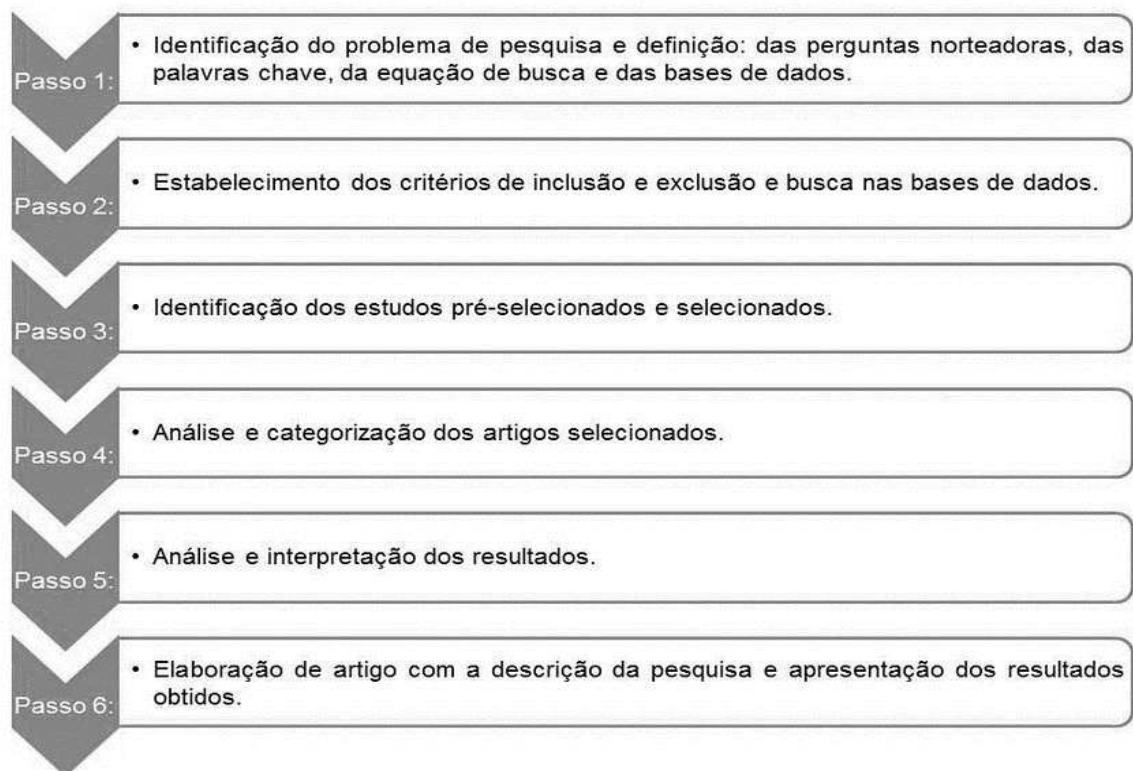 Passo 1:
• Identificação do problema de pesquisa e definição: das perguntas norteadoras, das
palavras chave, da equação de busca e das bases de dados.
Passo 2:
• Estabelecimento dos critérios de inclusão e exclusão e busca nas bases de dados.
Passo 3:
• Identificação dos estudos pré-selecionados e selecionados.
Passo 4:
• Análise e categorização dos artigos selecionados.
Passo 5:
• Análise e interpretação dos resultados.
Passo 6:
• Elaboração de artigo com a descrição da pesquisa e apresentação dos resultados
obtidos.